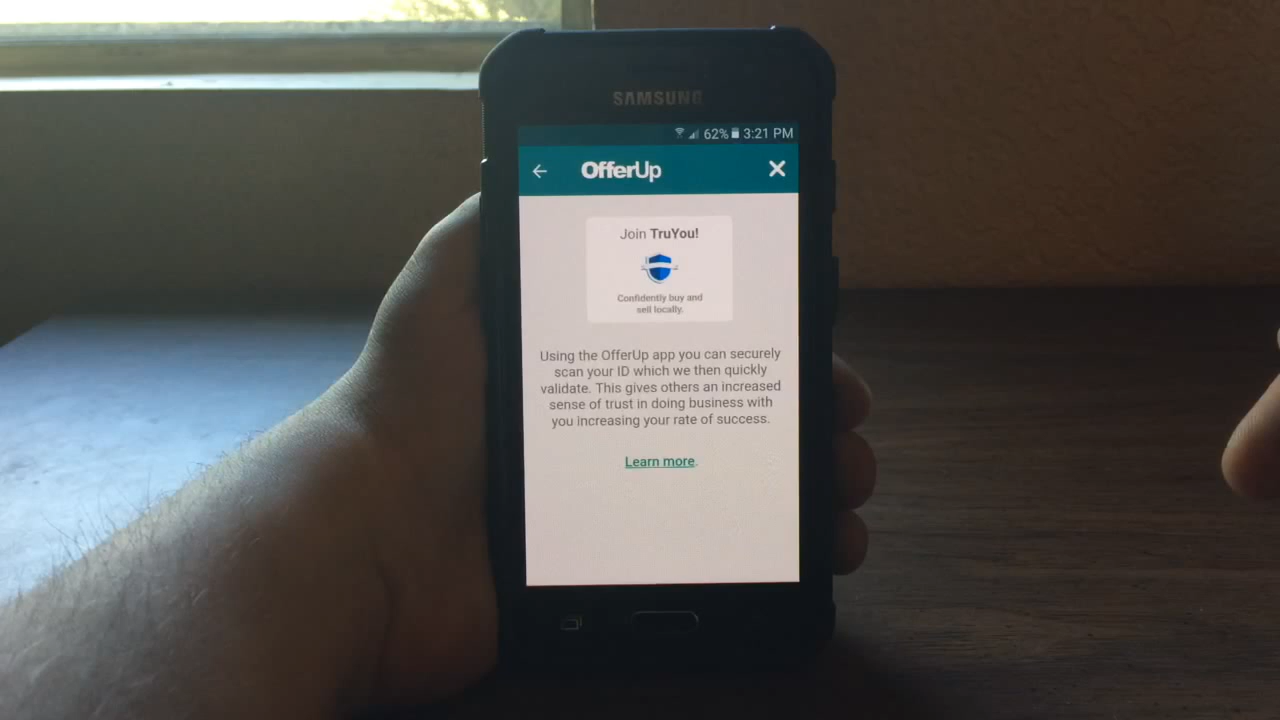 SAMSUNG
62% 3:21 PM
OfferUp
Join TruYou!
Confidently buy and
sell locally.
Using the OfferUp app you can securely
scan your ID which we then quickly
validate. This gives others an increased
sense of trust in doing business with
you increasing your rate of success.
Learn more.